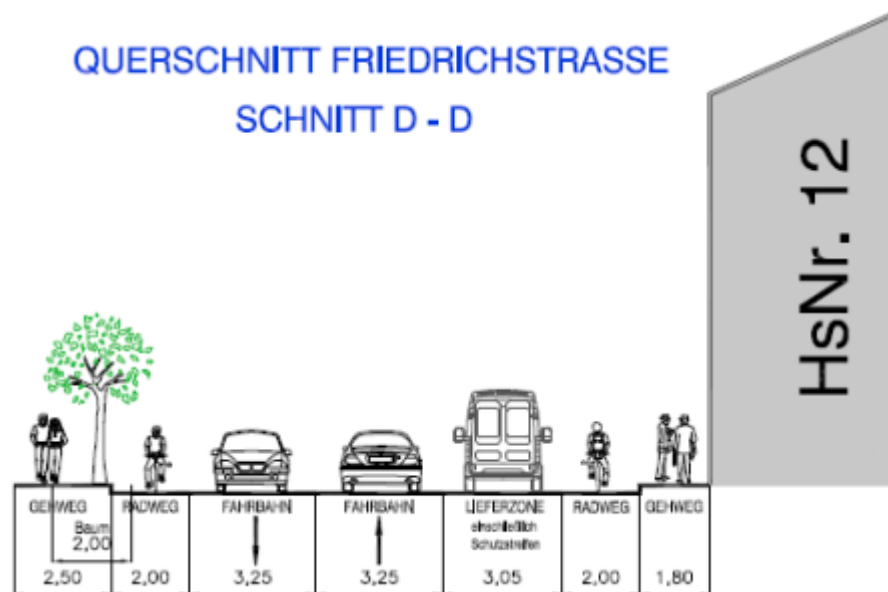 QUERSCHNITT FRIEDRICHSTRASSE
SCHNITT D - D
HsNr. 12
GEHWEG RADWEG FAHRBAHN FAHRBAHN LIEFERZONE RADWEG GEHWEG
einschließlich
Schutzstreifen
Baum
2,00
2,50 2,00 3,25 3,25 3,05 2,00 1,80